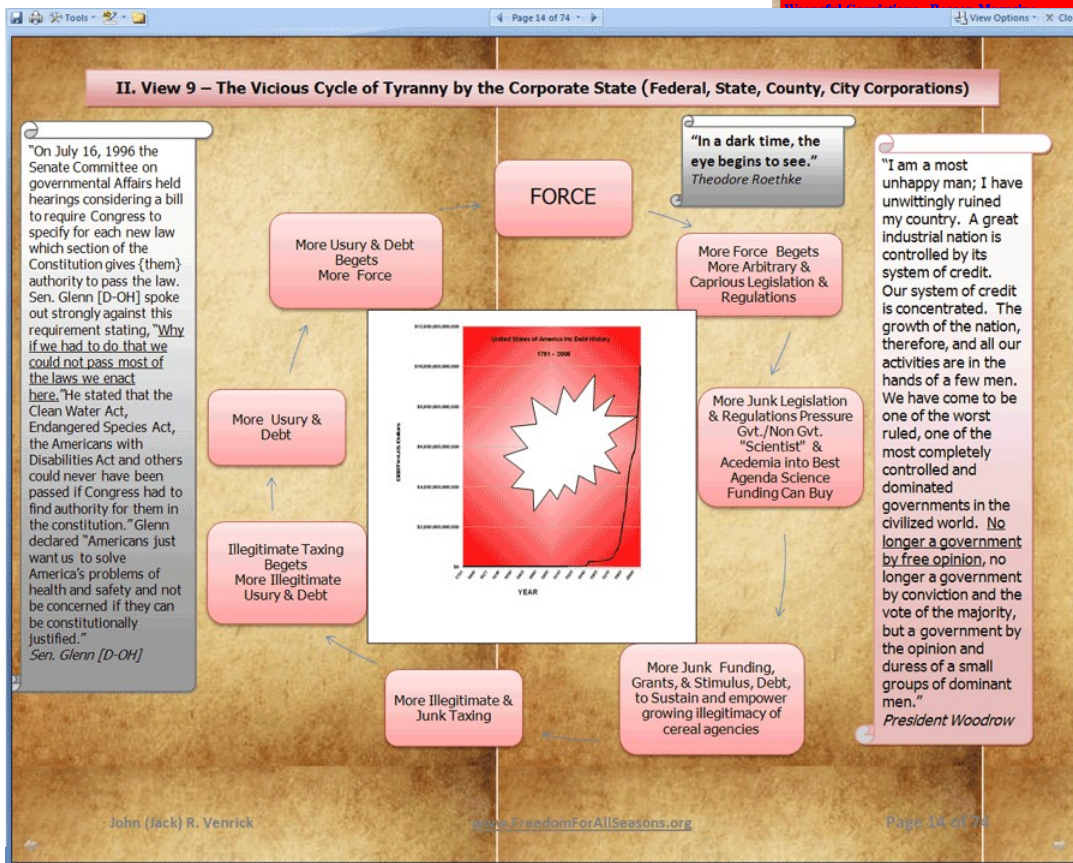 Tools
Page 14 of 74
View Options
X Clo
II. View 9 – The Vicious Cycle of Tyranny by the Corporate State (Federal, State, County, City Corporations)
"On July 16, 1996 the
Senate Committee on
governmental Affairs held
hearings considering a bill
to require Congress to
specify for each new law
which section of the
Constitution gives {them}
authority to pass the law.
Sen. Glenn [D-OH] spoke
out strongly against this
requirement stating, "Why
if we had to do that we
could not pass most of
the laws we enact
here."He stated that the
Clean Water Act,
Endangered Species Act,
the Americans with
Disabilities Act and others
could never have been
passed if Congress had to
find authority for them in
the constitution."Glenn
declared "Americans just
want us to solve
America's problems of
health and safety and not
be concerned if they can
be constitutionally
justified."
Sen. Glenn [D-OH]
FORCE
"In a dark time, the
eye begins to see."
Theodore Roethke
More Force Begets
More Arbitrary &
Caprious Legislation &
Regulations
More Junk Legislation
& Regulations Pressure
Gvt./Non Gvt.
"Scientist" &
Acedemia into Best
Agenda Science
Funding Can Buy
More Junk Funding,
Grants, & Stimulus, Debt,
to Sustain and empower
growing illegitimacy of
cereal agencies
More Illegitimate &
Junk Taxing
Illegitimate Taxing
Begets
More Illegitimate
Usury & Debt
More Usury &
Debt
More Usury & Debt
Begets
More Force
United States of America Inc Debt History
YEAR
"I am a most
unhappy man; I have
unwittingly ruined
my country. A great
industrial nation is
controlled by its
system of credit.
Our system of credit
is concentrated. The
growth of the nation,
therefore, and all our
activities are in the
hands of a few men.
We have come to be
one of the worst
ruled, one of the
most completely
controlled and
dominated
governments in the
civilized world. No
longer a government
by free opinion, no
longer a government
by conviction and the
vote of the majority,
but a government by
the opinion and
duress of a small
groups of dominant
men."
President Woodrow
John (Jack) R. Venrick
www.FreedomForAllSeasons.org
Page 14 of 74